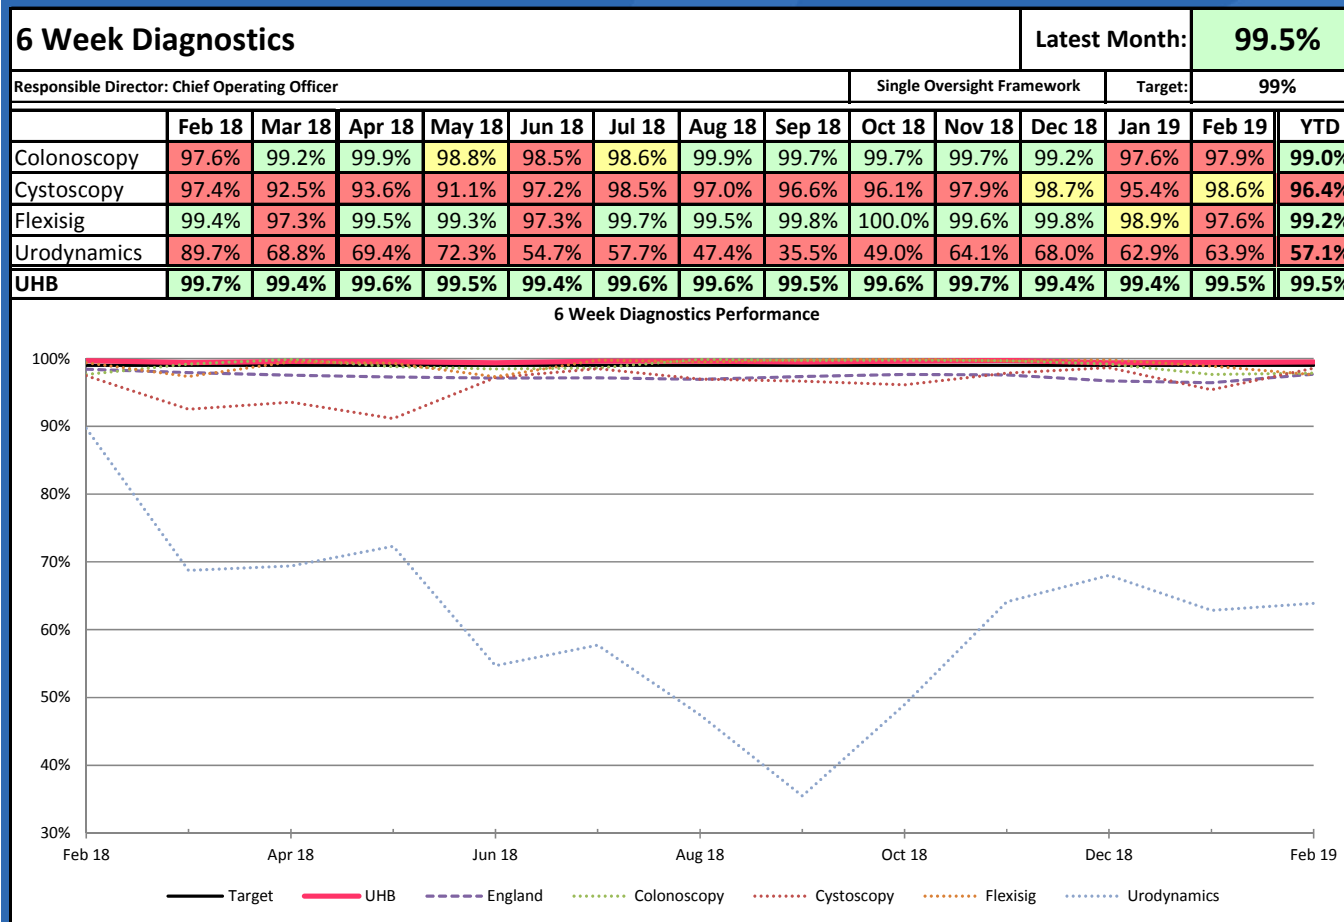 6 Week Diagnostics Latest Month: 99.5%
Responsible Director: Chief Operating Officer Single Oversight Framework Target: 99%
Feb 18 Mar 18 Apr 18 May 18 Jun 18 Jul 18 Aug 18 Sep 18 Oct 18 Nov 18 Dec 18 Jan 19 Feb 19 YTD
Colonoscopy 97.6% 99.2% 99.9% 98.8% 98.5% 98.6% 99.9% 99.7% 99.7% 99.7% 99.2% 97.6% 97.9% 99.0%
Cystoscopy 97.4% 92.5% 93.6% 91.1% 97.2% 98.5% 97.0% 96.6% 96.1% 97.9% 98.7% 95.4% 98.6% 96.4%
Flexisig 99.4% 97.3% 99.5% 99.3% 97.3% 99.7% 99.5% 99.8% 100.0% 99.6% 99.8% 98.9% 97.6% 99.2%
Urodynamics 89.7% 68.8% 69.4% 72.3% 54.7% 57.7% 47.4% 35.5% 49.0% 64.1% 68.0% 62.9% 63.9% 57.1%
UHB 99.7% 99.4% 99.6% 99.5% 99.4% 99.6% 99.6% 99.5% 99.6% 99.7% 99.4% 99.4% 99.5% 99.5%
6 Week Diagnostics Performance
100%
90%
80%
70%
60%
50%
40%
30%
Feb 18 Apr 18 Jun 18 Aug 18 Oct 18 Dec 18 Feb 19
Target UHB England Colonoscopy Cystoscopy Flexisig Urodynamics